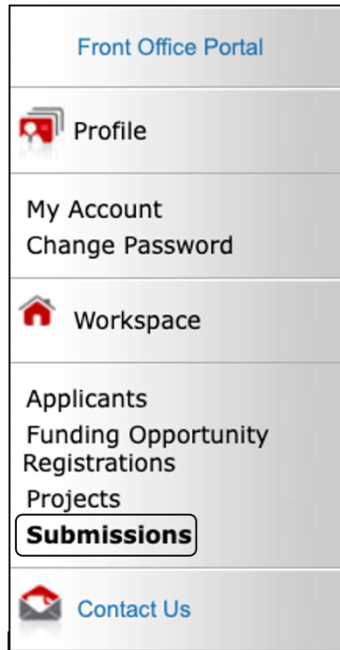 Front Office Portal
Profile
My Account
Change Password
Workspace
Applicants
Funding Opportunity
Registrations
Projects
Submissions
Contact Us